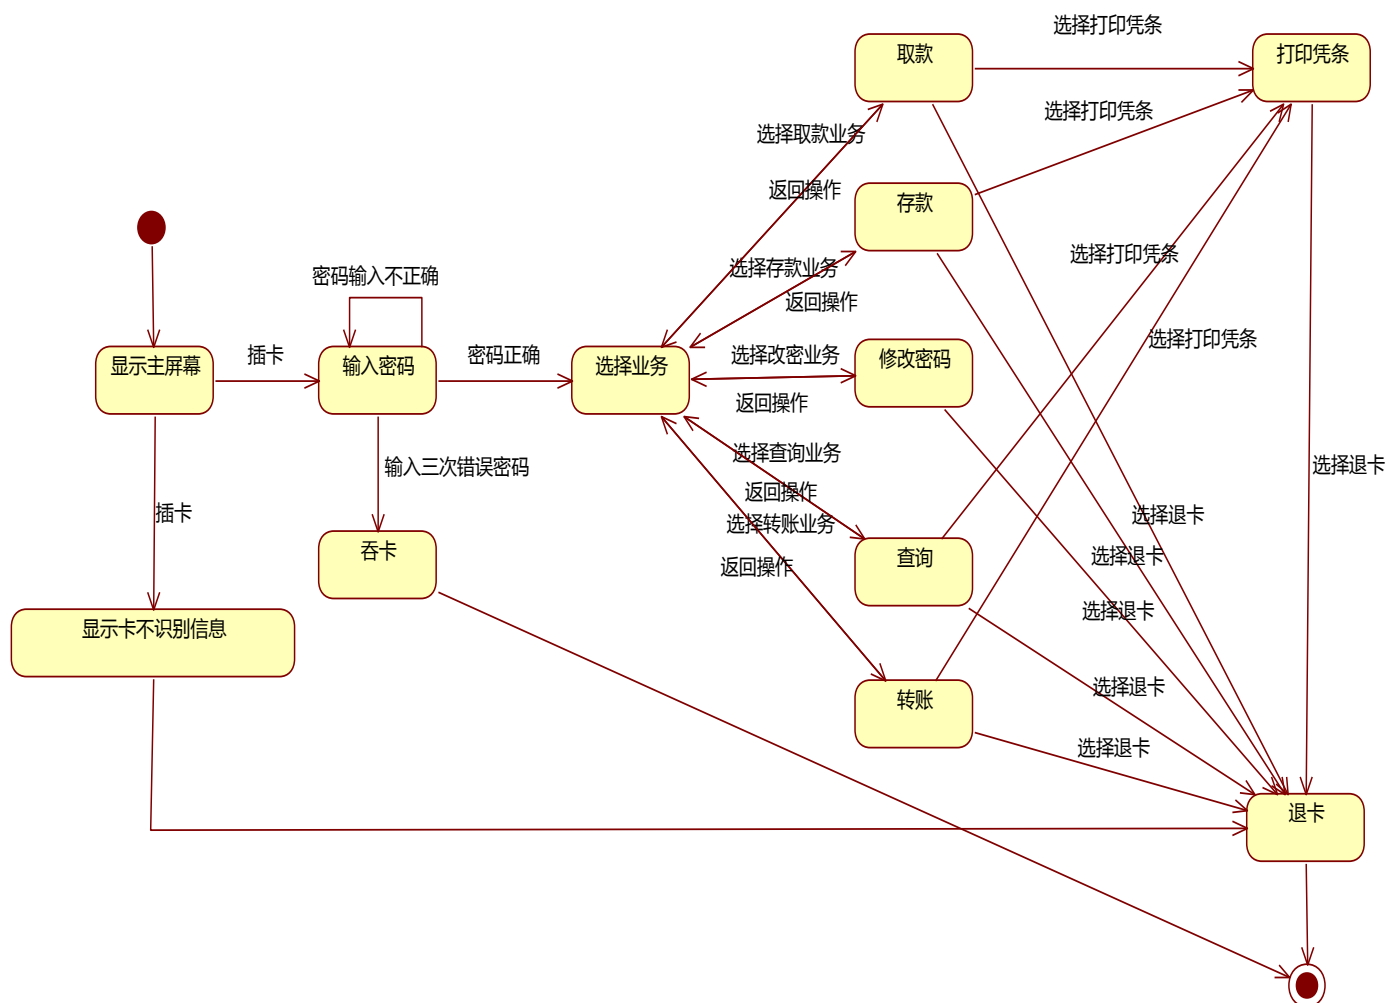 选择打印凭条
取款
打印凭条
选择打印凭条
选择取款业务
返回操作
存款
选择打印凭条
密码输入不正确
选择存款业务
返回操作
选择打印凭条
显示主屏幕
插卡
输入密码
密码正确
选择业务
选择改密业务
修改密码
返回操作
选择查询业务
输入三次错误密码
选择退卡
返回操作
插卡
选择转账业务
选择退卡
吞卡
查询
选择退卡
返回操作
选择退卡
显示卡不识别信息
选择退卡
转账
选择退卡
退卡